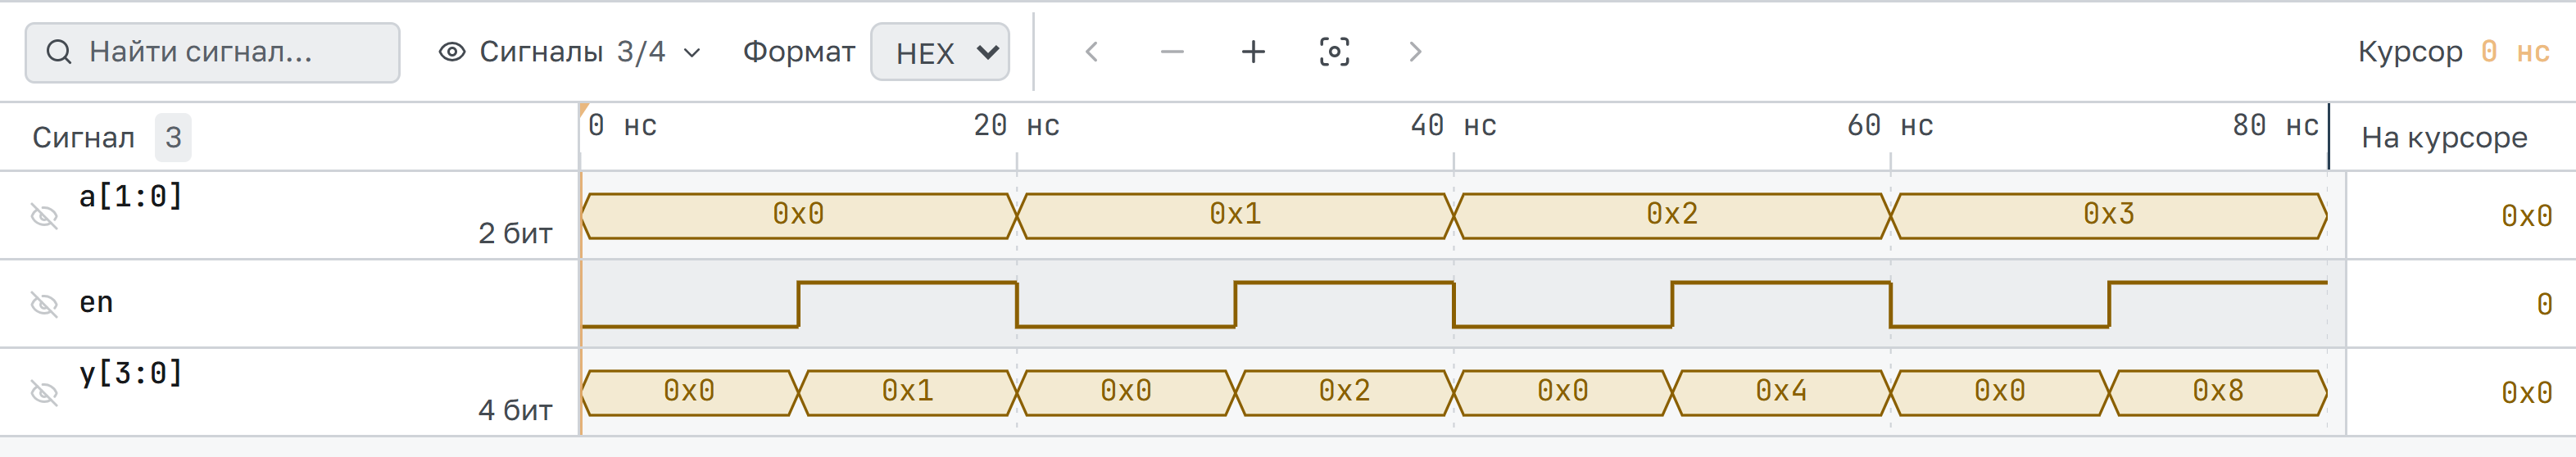 Найти сигнал... Сигналы 3/4 Формат HEX Курсор 0 нс
Сигнал 3 0 нс 20 нс 40 нс 60 нс 80 нс На курсоре
a[1:0] 2 бит 0x0 0x1 0x2 0x3 0x0
en 0
y[3:0] 4 бит 0x0 0x1 0x0 0x2 0x0 0x4 0x0 0x8 0x0